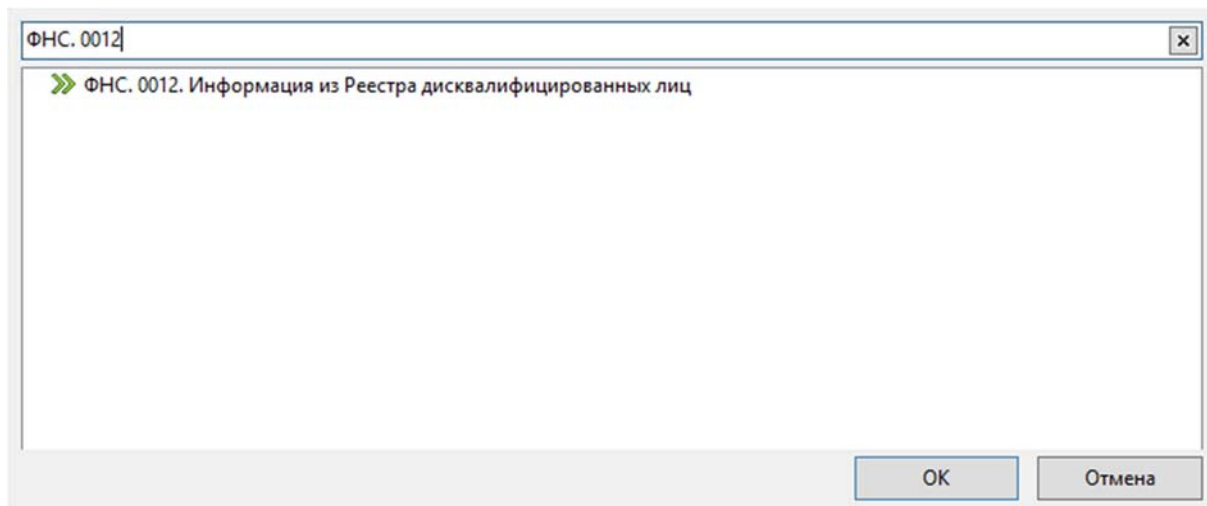 ФНС. 0012
ФНС. 0012. Информация из Реестра дисквалифицированных лиц
OK
Отмена